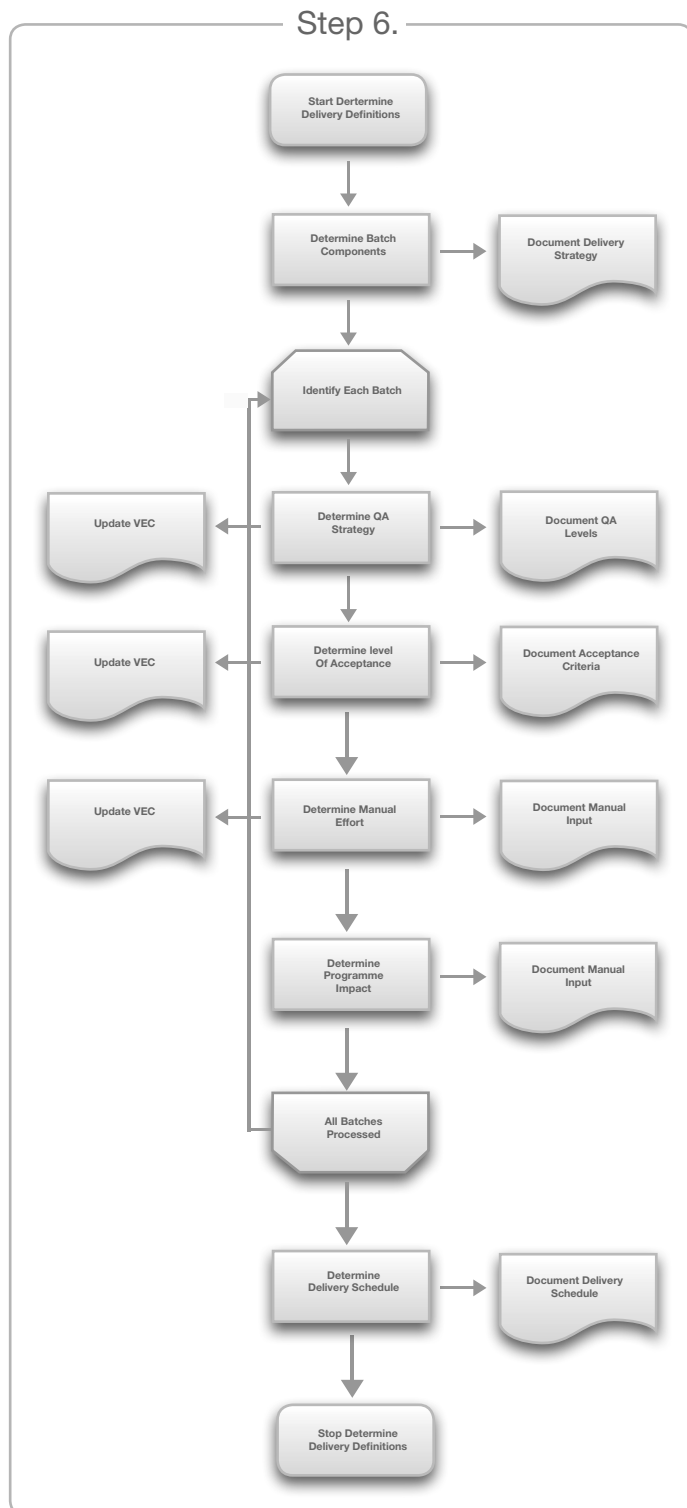 Step 6.
Start Dertermine
Delivery Definitions
Determine Batch
Components
Document Delivery
Strategy
Identify Each Batch
Update VEC
Determine QA
Strategy
Document QA
Levels
Update VEC
Determine level
Of Acceptance
Document Acceptance
Criteria
Update VEC
Determine Manual
Effort
Document Manual
Input
Determine
Programme
Impact
Document Manual
Input
All Batches
Processed
Determine
Delivery Schedule
Document Delivery
Schedule
Stop Determine
Delivery Definitions